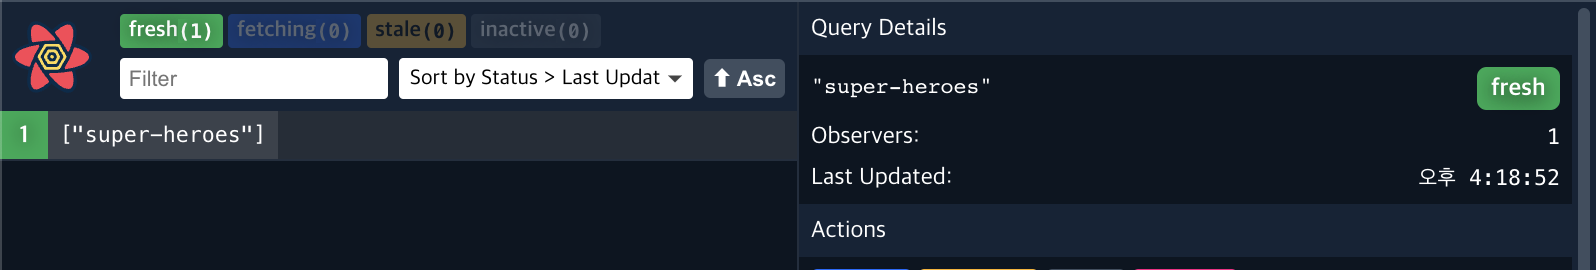 fresh(1) fetching(0) stale(0) inactive(0)
Filter Sort by Status > Last Updat ⬆ Asc
1 ["super-heroes"]
Query Details
"super-heroes" fresh
Observers: 1
Last Updated: 오후 4:18:52
Actions